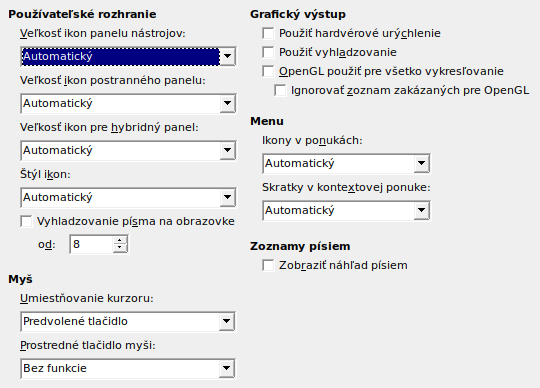 Používateľské rozhranie
Veľkosť ikon panelu nástrojov:
Automatický
Veľkosť ikon postranného panelu:
Automatický
Veľkosť ikon pre hybridný panel:
Automatický
Štýl ikon:
Automatický
Vyhladzovanie písma na obrazovke
od:
8
Myš
Umiestňovanie kurzoru:
Predvolené tlačidlo
Prostredné tlačidlo myši:
Bez funkcie
Grafický výstup
Použiť hardvérové urýchlenie
Použiť vyhladzovanie
OpenGL použiť pre všetko vykresľovanie
Ignorovať zoznam zakázaných pre OpenGL
Menu
Ikony v ponukách:
Automatický
Skratky v kontextovej ponuke:
Automatický
Zoznamy písiem
Zobraziť náhľad písiem